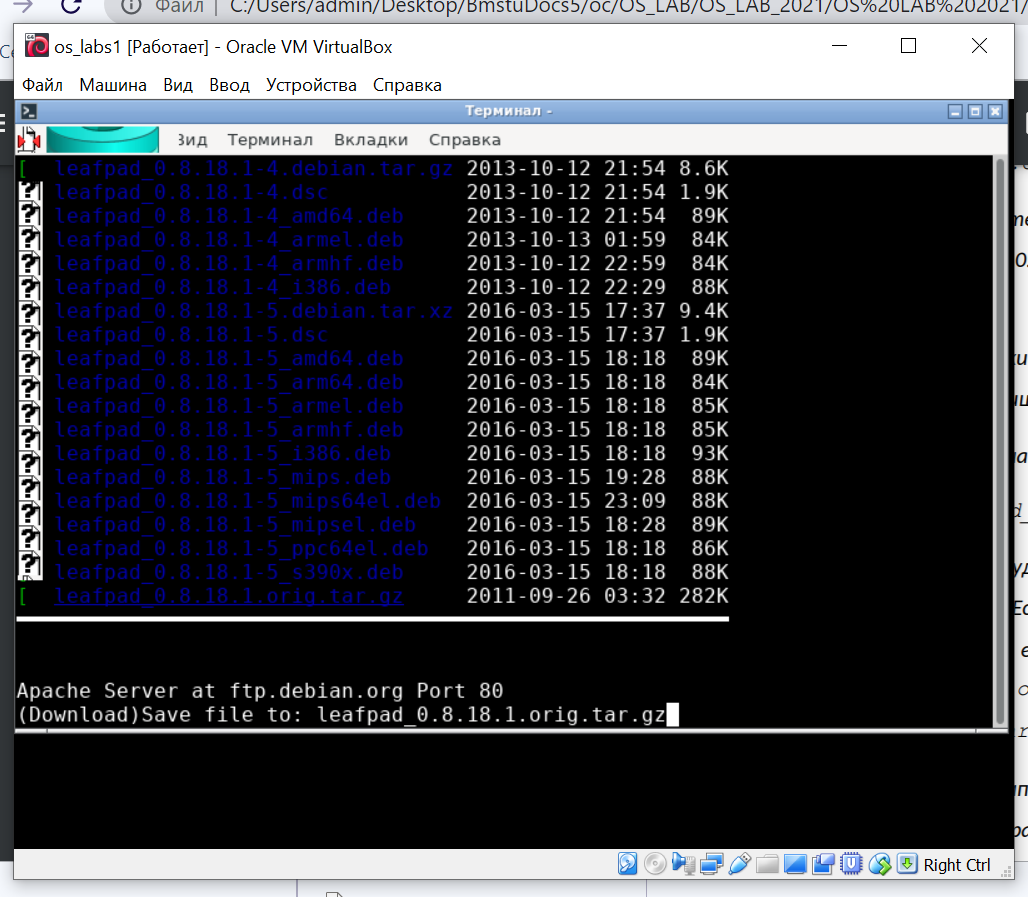 Файл | C:/Users/admin/Desktop/BmstuDocs5/ос/OS_LAB/OS_LAB_2021/OS%20LAB%202021/
os_labs1 [Работает] - Oracle VM VirtualBox
Файл Машина Вид Ввод Устройства Справка
Терминал -
Вид Терминал Вкладки Справка
[ leafpad_0.8.18.1-4.debian.tar.gz 2013-10-12 21:54 8.6K
leafpad_0.8.18.1-4.dsc 2013-10-12 21:54 1.9K
leafpad_0.8.18.1-4_amd64.deb 2013-10-12 21:54 89K
leafpad_0.8.18.1-4_armel.deb 2013-10-13 01:59 84K
leafpad_0.8.18.1-4_armhf.deb 2013-10-12 22:59 84K
leafpad_0.8.18.1-4_i386.deb 2013-10-12 22:29 88K
leafpad_0.8.18.1-5.debian.tar.xz 2016-03-15 17:37 9.4K
leafpad_0.8.18.1-5.dsc 2016-03-15 17:37 1.9K
leafpad_0.8.18.1-5_amd64.deb 2016-03-15 18:18 89K
leafpad_0.8.18.1-5_arm64.deb 2016-03-15 18:18 84K
leafpad_0.8.18.1-5_armel.deb 2016-03-15 18:18 85K
leafpad_0.8.18.1-5_armhf.deb 2016-03-15 18:18 85K
leafpad_0.8.18.1-5_i386.deb 2016-03-15 18:18 93K
leafpad_0.8.18.1-5_mips.deb 2016-03-15 19:28 88K
leafpad_0.8.18.1-5_mips64el.deb 2016-03-15 23:09 88K
leafpad_0.8.18.1-5_mipsel.deb 2016-03-15 18:28 89K
leafpad_0.8.18.1-5_ppc64el.deb 2016-03-15 18:18 86K
leafpad_0.8.18.1-5_s390x.deb 2016-03-15 18:18 88K
[ leafpad_0.8.18.1.orig.tar.gz 2011-09-26 03:32 282K
Apache Server at ftp.debian.org Port 80
(Download)Save file to: leafpad_0.8.18.1.orig.tar.gz
Right Ctrl